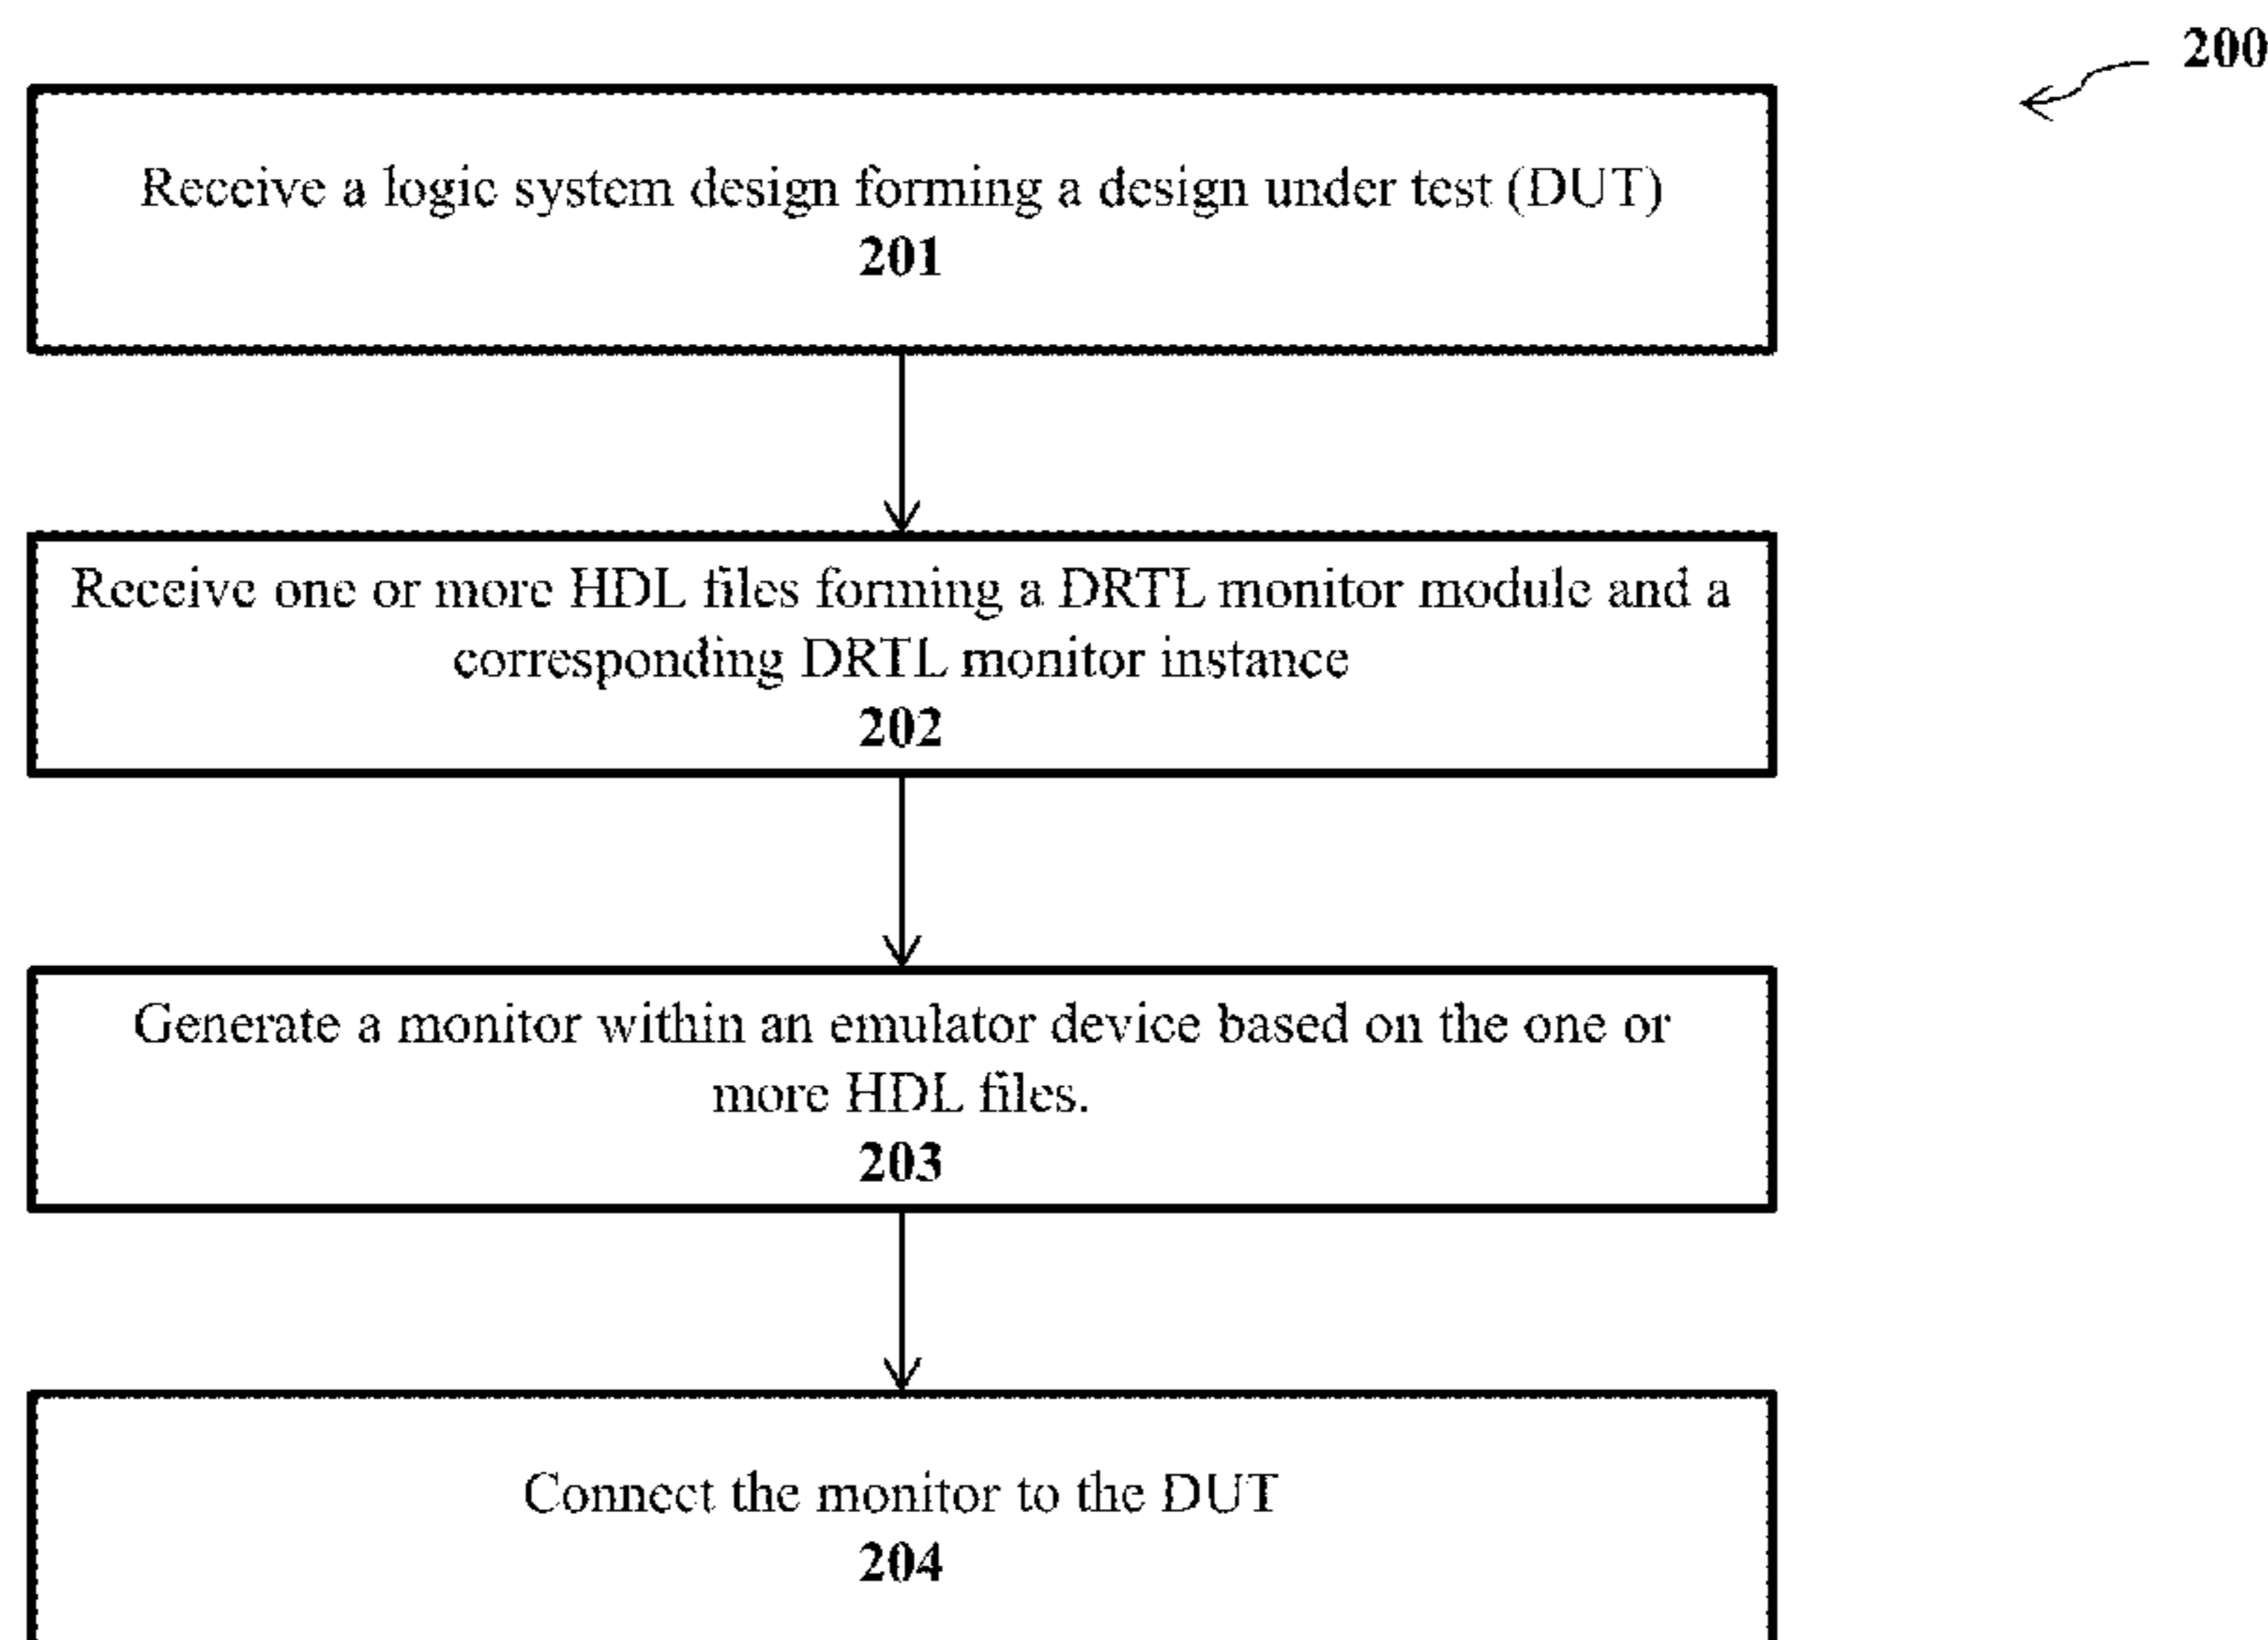 200
Receive a logic system design forming a design under test (DUT)
201
Receive one or more HDL files forming a DRTL monitor module and a
corresponding DRTL monitor instance
202
Generate a monitor within an emulator device based on the one or
more HDL files.
203
Connect the monitor to the DUT
204